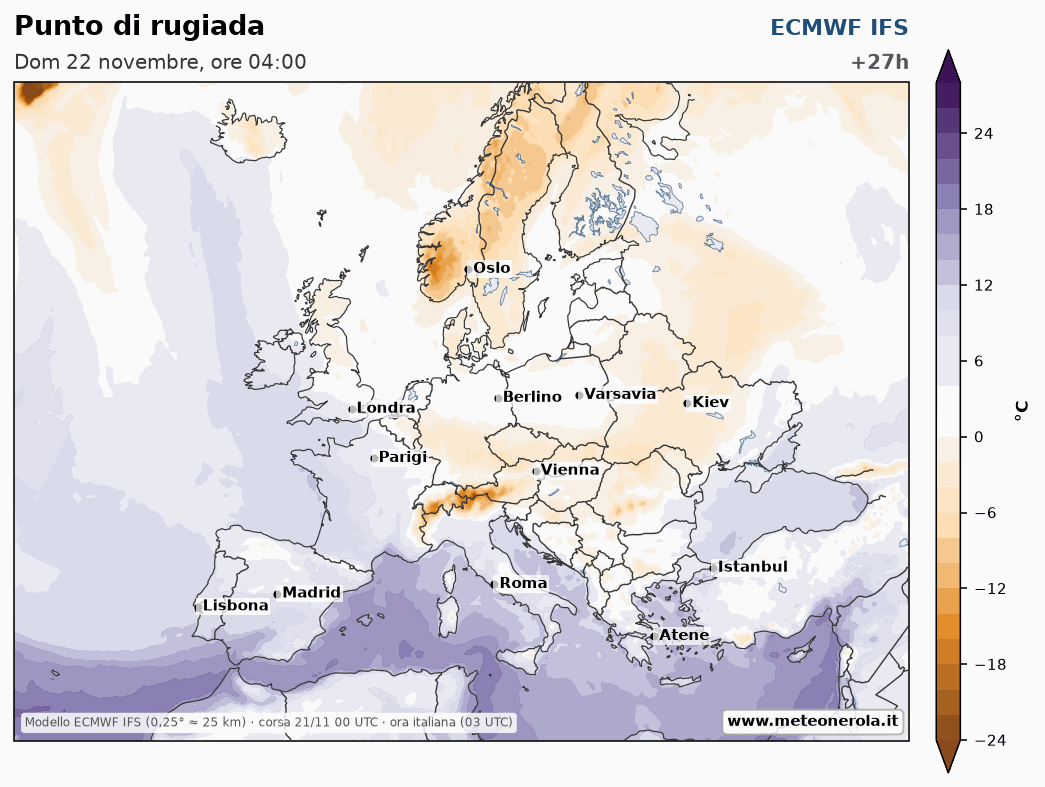 Punto di rugiada
ECMWF IFS
Dom 22 novembre, ore 04:00
+27h
Oslo
Londra
Berlino
Varsavia
Kiev
Parigi
Vienna
Istanbul
Roma
Madrid
Lisbona
Atene
24
18
12
6
0
−6
−12
−18
−24
°C
Modello ECMWF IFS (0,25° ≈ 25 km) · corsa 21/11 00 UTC · ora italiana (03 UTC)
www.meteonerola.it